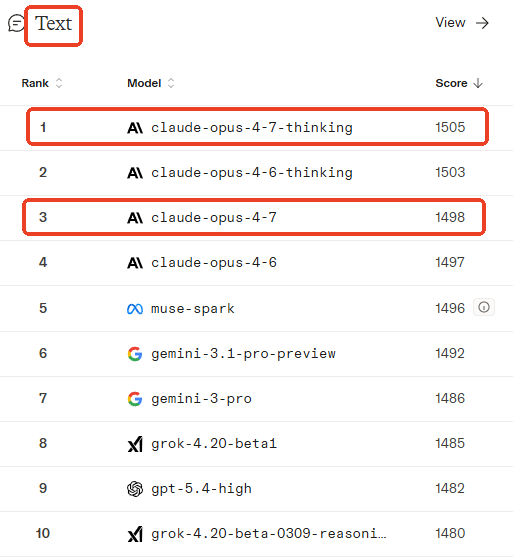 Text View →
Rank Model Score ↓
1 claude-opus-4-7-thinking 1505
2 claude-opus-4-6-thinking 1503
3 claude-opus-4-7 1498
4 claude-opus-4-6 1497
5 muse-spark 1496
6 gemini-3.1-pro-preview 1492
7 gemini-3-pro 1486
8 grok-4.20-beta1 1485
9 gpt-5.4-high 1482
10 grok-4.20-beta-0309-reasoni… 1480